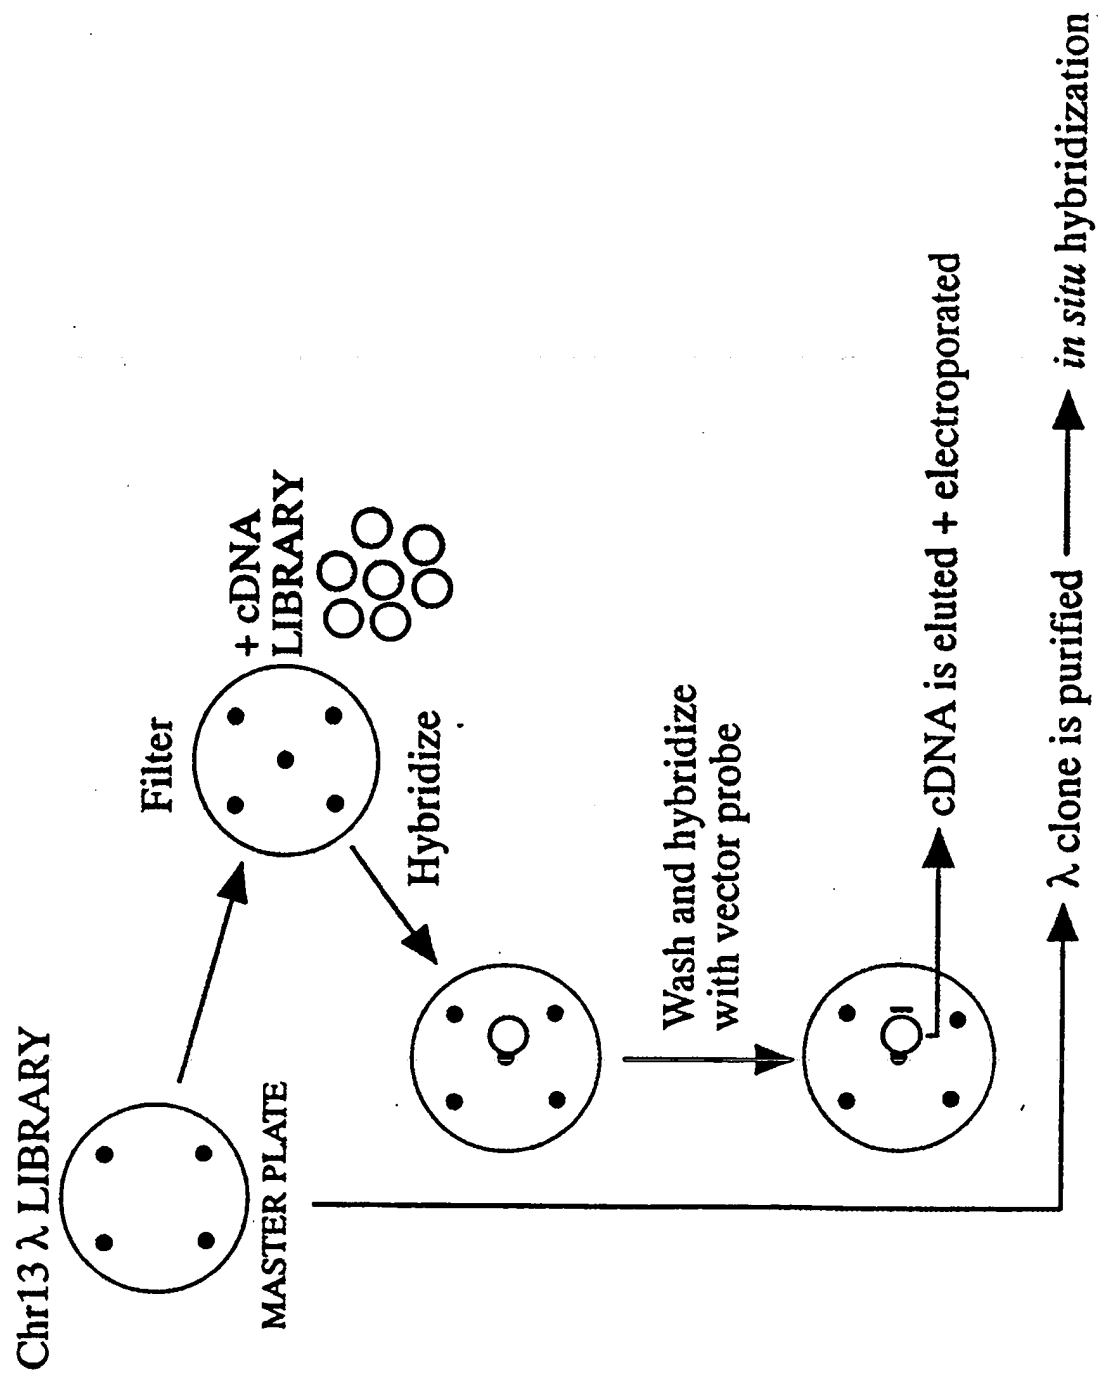 Chr13 λ LIBRARY
MASTER PLATE
Filter
+ cDNA
LIBRARY
Hybridize
Wash and hybridize
with vector probe
cDNA is eluted + electroporated
λ clone is purified
in situ hybridization